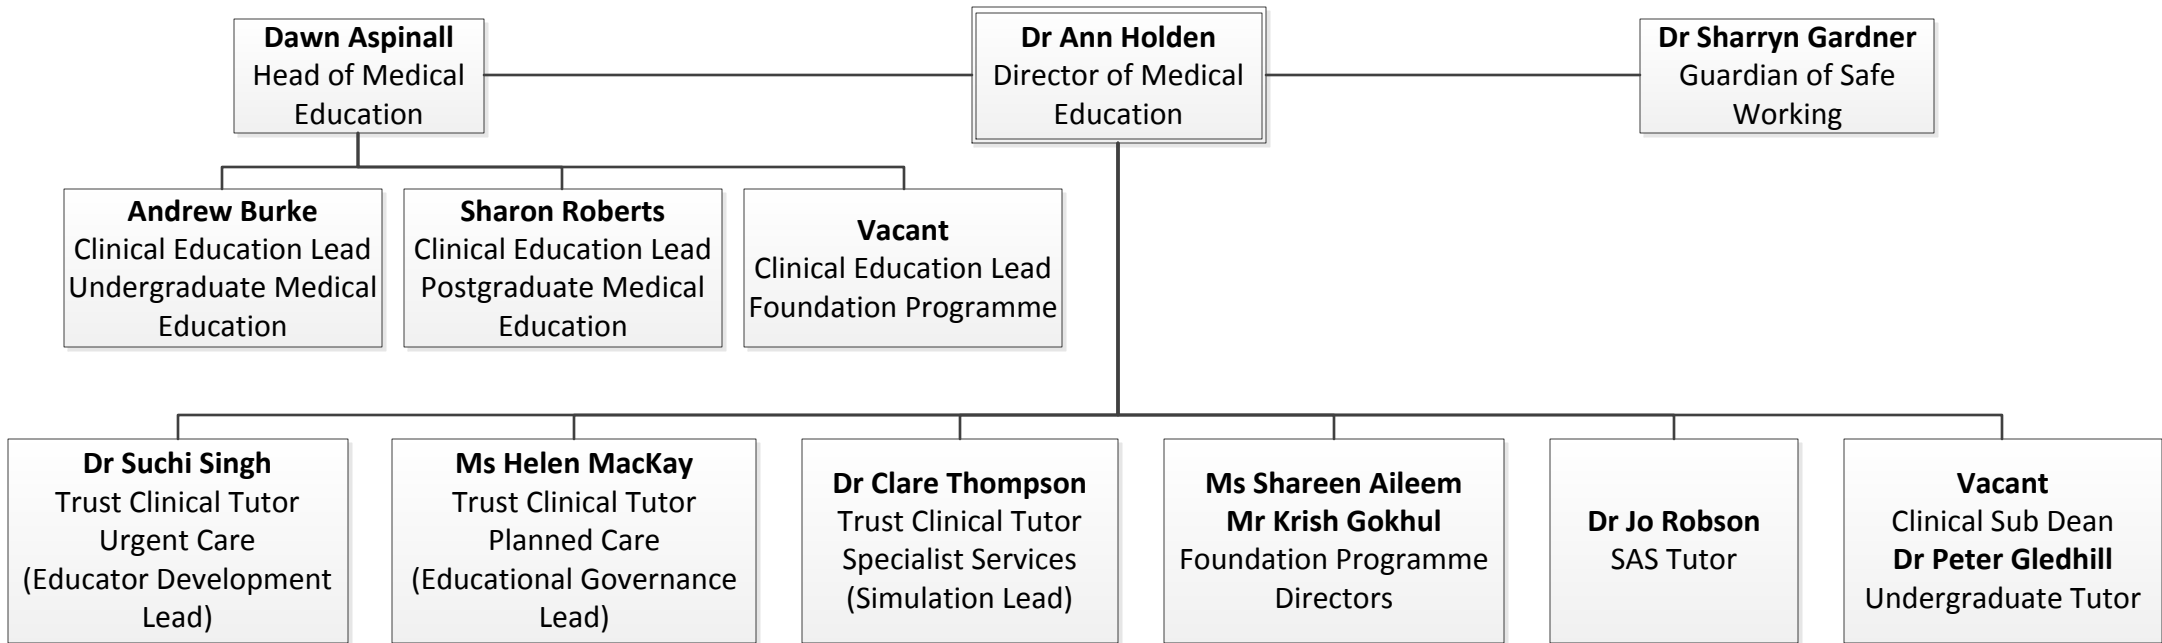 Dawn Aspinall
Head of Medical
Education
Dr Ann Holden
Director of Medical
Education
Dr Sharryn Gardner
Guardian of Safe
Working
Andrew Burke
Clinical Education Lead
Undergraduate Medical
Education
Sharon Roberts
Clinical Education Lead
Postgraduate Medical
Education
Vacant
Clinical Education Lead
Foundation Programme
Dr Suchi Singh
Trust Clinical Tutor
Urgent Care
(Educator Development
Lead)
Ms Helen MacKay
Trust Clinical Tutor
Planned Care
(Educational Governance
Lead)
Dr Clare Thompson
Trust Clinical Tutor
Specialist Services
(Simulation Lead)
Ms Shareen Aileem
Mr Krish Gokhul
Foundation Programme
Directors
Dr Jo Robson
SAS Tutor
Vacant
Clinical Sub Dean
Dr Peter Gledhill
Undergraduate Tutor